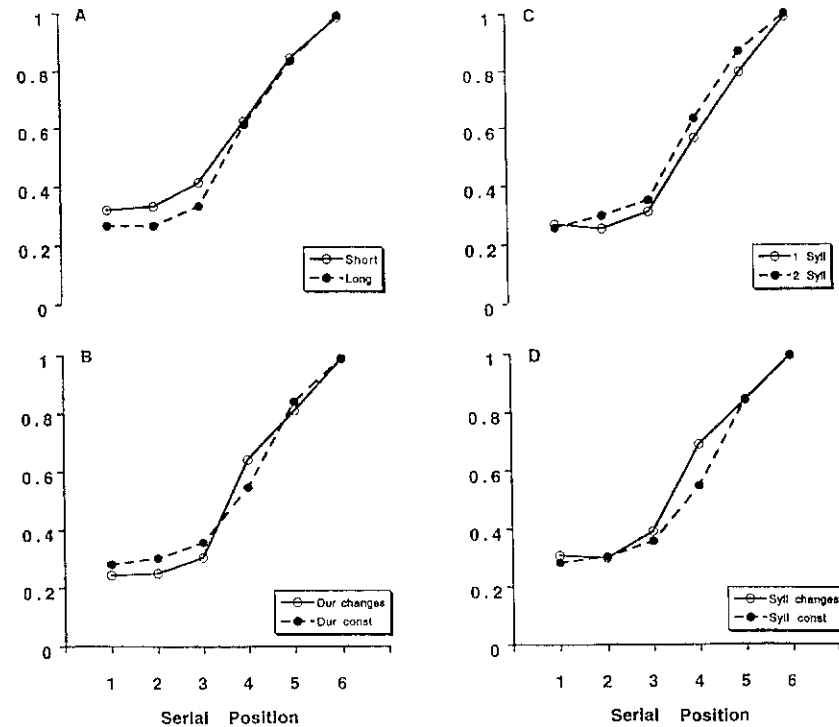 A
1
0.8
0.6
0.4
0.2
0
Short
Long
C
1
0.8
0.6
0.4
0.2
0
1 Syll
2 Syll
B
1
0.8
0.6
0.4
0.2
0
Dur changes
Dur const
1 2 3 4 5 6
Serial Position
D
1
0.8
0.6
0.4
0.2
0
Syll changes
Syll const
1 2 3 4 5 6
Serial Position